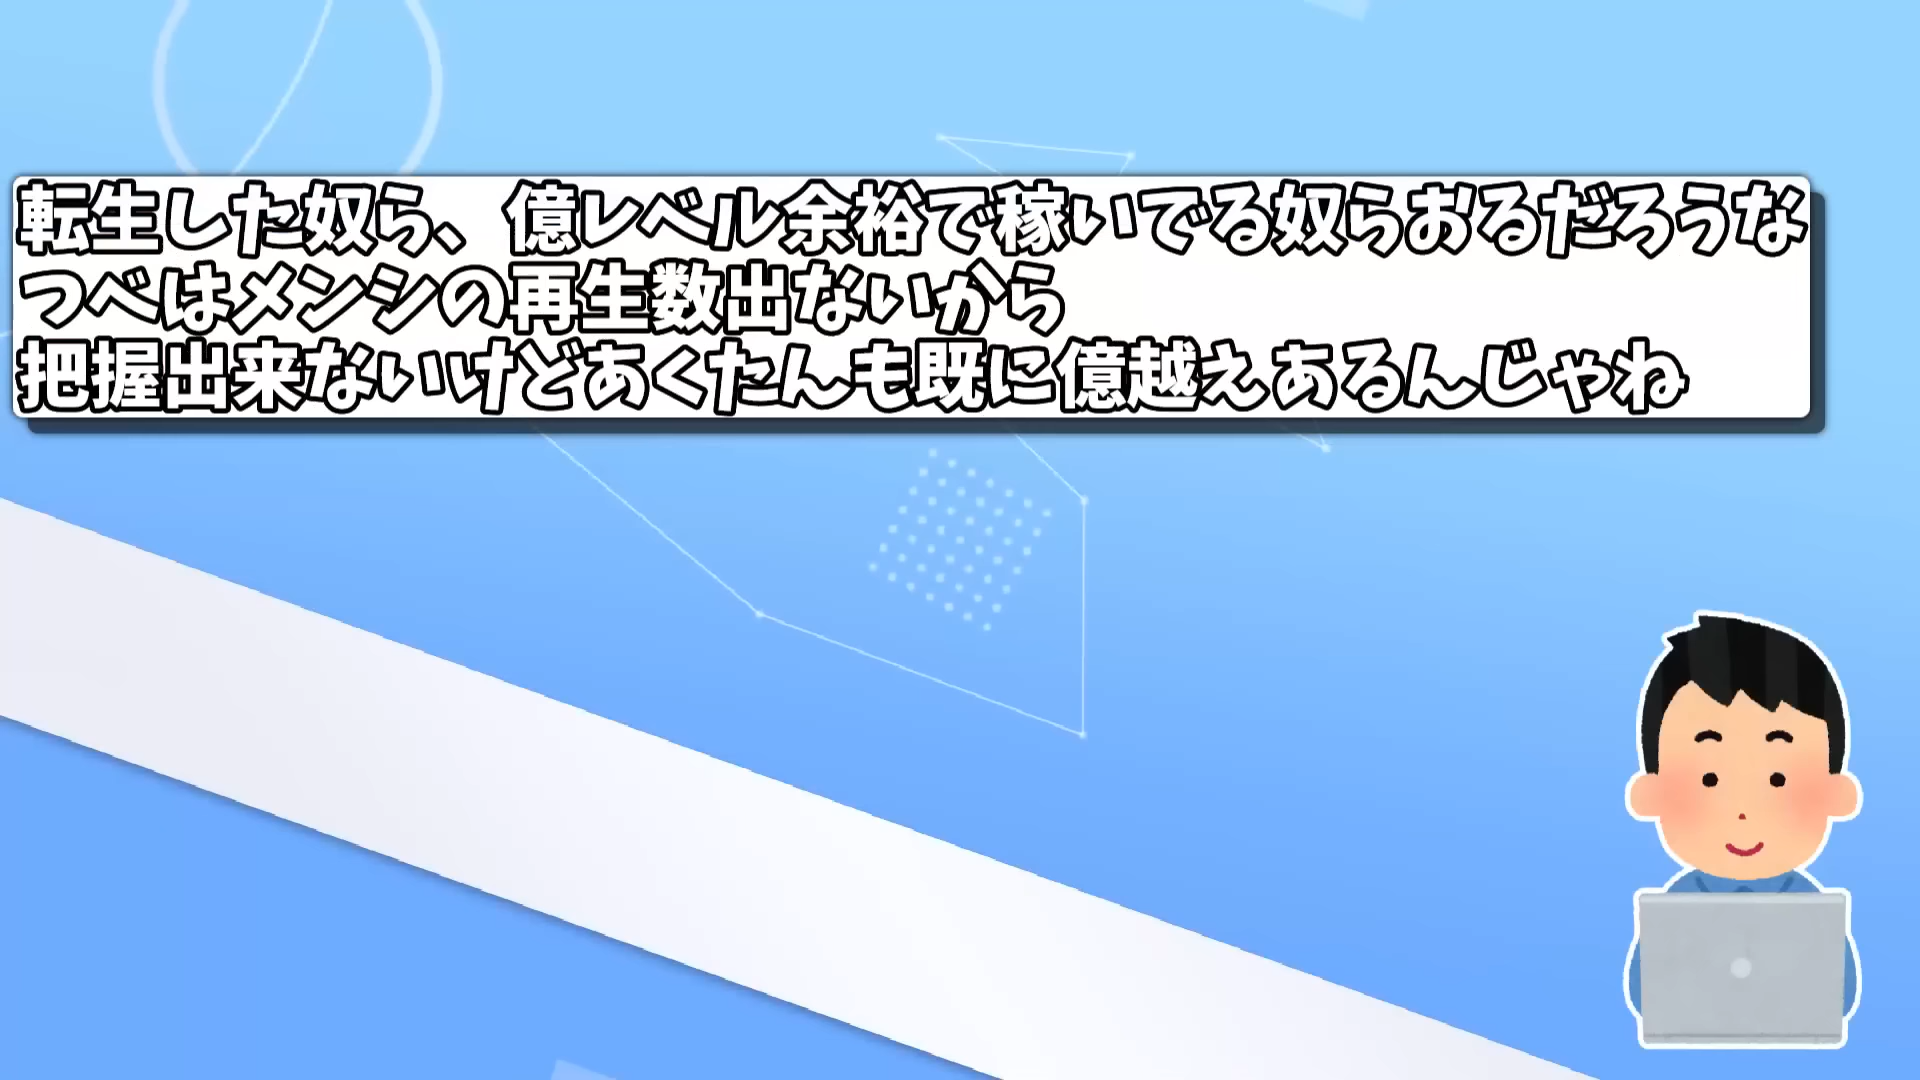 転生した奴ら、億レベル余裕で稼いでる奴らおるだろうな
つべはメンシの再生数出ないから
把握出来ないけどあくたんも既に億越えあるんじゃね